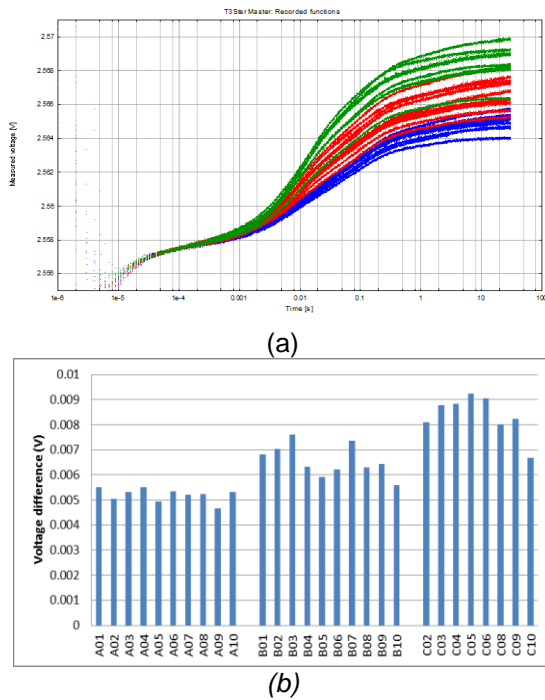 T3Ster Master: Recorded functions
2.57
2.568
2.566
2.564
2.562
2.56
2.558
2.556
Measured voltage [V]
1e-6 1e-5 1e-4 0.001 0.01 0.1 1 10 100
Time [s]
(a)
0.01
0.009
0.008
0.007
0.006
0.005
0.004
0.003
0.002
0.001
0
Voltage difference (V)
A01 A02 A03 A04 A05 A06 A07 A08 A09 A10 B01 B02 B03 B04 B05 B06 B07 B08 B09 B10 C02 C03 C04 C05 C06 C08 C09 C10
(b)